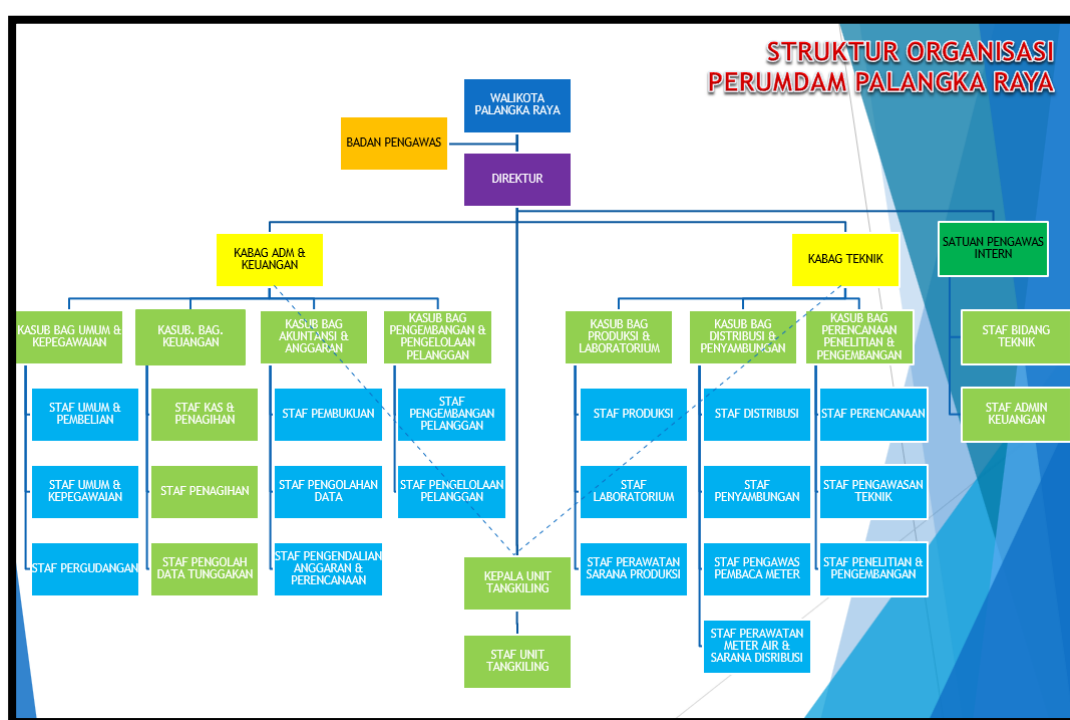 STRUKTUR ORGANISASI
PERUMDAM PALANGKA RAYA
WALIKOTA
PALANGKA RAYA
BADAN PENGAWAS
DIREKTUR
KABAG ADM &
KEUANGAN
KABAG TEKNIK
SATUAN PENGAWAS
INTERN
KASUB BAG UMUM &
KEPEGAWAIAN
KASUB. BAG.
KEUANGAN
KASUB BAG
AKUNTANSI &
ANGGARAN
KASUB BAG
PENGEMBANGAN &
PENGELOLAAN
PELANGGAN
KASUB BAG
PRODUKSI &
LABORATORIUM
KASUB BAG
DISTRIBUSI &
PENYAMBUNGAN
KASUB BAG
PERENCANAAN
PENELITIAN &
PENGEMBANGAN
STAF BIDANG
TEKNIK
STAF UMUM &
PEMBELIAN
STAF KAS &
PENAGIHAN
STAF PEMBUKUAN
STAF
PENGEMBANGAN
PELANGGAN
STAF PRODUKSI
STAF DISTRIBUSI
STAF PERENCANAAN
STAF ADMIN
KEUANGAN
STAF UMUM &
KEPEGAWAIAN
STAF PENAGIHAN
STAF PENGOLAHAN
DATA
STAF PENGELOLAAN
PELANGGAN
STAF
LABORATORIUM
STAF
PENYAMBUNGAN
STAF PENGAWASAN
TEKNIK
STAF PERGUDANGAN
STAF PENGOLAH
DATA TUNGGAKAN
STAF PENGENDALIAN
ANGGARAN &
PERENCANAAN
KEPALA UNIT
TANGKILING
STAF PERAWATAN
SARANA PRODUKSI
STAF PENGAWAS
PEMBACA METER
STAF PENELITIAN &
PENGEMBANGAN
STAF UNIT
TANGKILING
STAF PERAWATAN
METER AIR &
SARANA DISRIBUSI